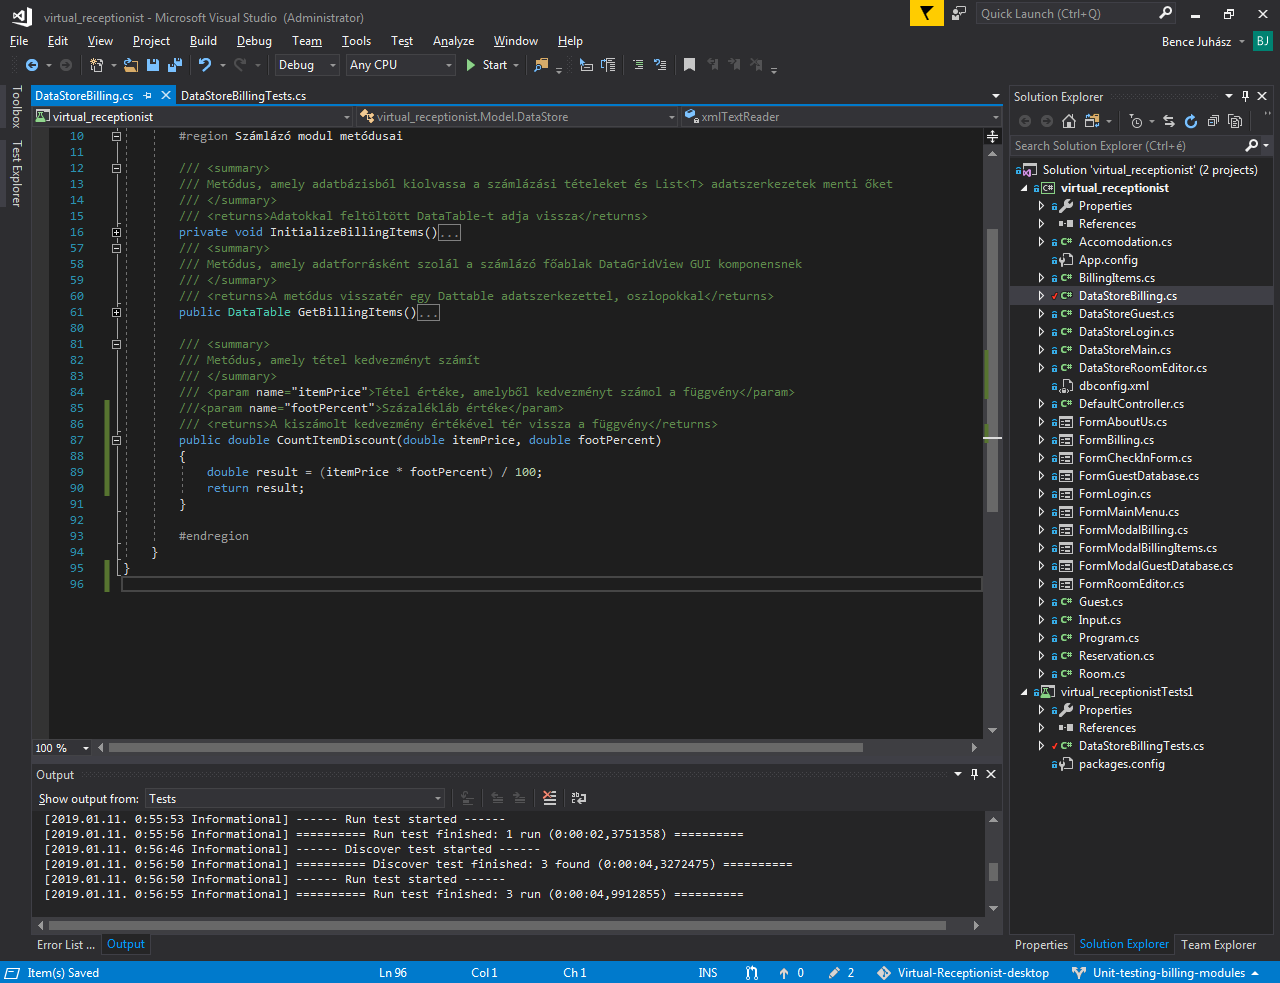 virtual_receptionist - Microsoft Visual Studio (Administrator)
Quick Launch (Ctrl+Q)
File Edit View Project Build Debug Team Tools Test Analyze Window Help
Bence Juhász BJ
Debug Any CPU Start
Toolbox
Test Explorer
DataStoreBilling.cs DataStoreBillingTests.cs
virtual_receptionist virtual_receptionist.Model.DataStore xmlTextReader
10 #region Számlázó modul metódusai
11
12 /// <summary>
13 /// Metódus, amely adatbázisból kiolvassa a számlázási tételeket és List<T> adatszerkezetek menti őket
14 /// </summary>
15 /// <returns>Adatokkal feltöltött DataTable-t adja vissza</returns>
16 private void InitializeBillingItems()...
57 /// <summary>
58 /// Metódus, amely adatforrásként szolál a számlázó főablak DataGridView GUI komponensnek
59 /// </summary>
60 /// <returns>A metódus visszatér egy Dattable adatszerkezettel, oszlopokkal</returns>
61 public DataTable GetBillingItems()...
80
81 /// <summary>
82 /// Metódus, amely tétel kedvezményt számít
83 /// </summary>
84 /// <param name="itemPrice">Tétel értéke, amelyből kedvezményt számol a függvény</param>
85 ///<param name="footPercent">Százalékláb értéke</param>
86 /// <returns>A kiszámolt kedvezmény értékével tér vissza a függvény</returns>
87 public double CountItemDiscount(double itemPrice, double footPercent)
88 {
89 double result = (itemPrice * footPercent) / 100;
90 return result;
91 }
92
93 #endregion
94 }
95 }
96
100 %
Output
Show output from: Tests
[2019.01.11. 0:55:53 Informational] ------ Run test started ------
[2019.01.11. 0:55:56 Informational] ========== Run test finished: 1 run (0:00:02,3751358) ==========
[2019.01.11. 0:56:46 Informational] ------ Discover test started ------
[2019.01.11. 0:56:50 Informational] ========== Discover test finished: 3 found (0:00:04,3272475) ==========
[2019.01.11. 0:56:50 Informational] ------ Run test started ------
[2019.01.11. 0:56:55 Informational] ========== Run test finished: 3 run (0:00:04,9912855) ==========
Error List ... Output
Solution Explorer
Search Solution Explorer (Ctrl+é)
Solution 'virtual_receptionist' (2 projects)
C# virtual_receptionist
Properties
References
C# Accomodation.cs
App.config
C# BillingItems.cs
C# DataStoreBilling.cs
C# DataStoreGuest.cs
C# DataStoreLogin.cs
C# DataStoreMain.cs
C# DataStoreRoomEditor.cs
dbconfig.xml
C# DefaultController.cs
FormAboutUs.cs
FormBilling.cs
FormCheckInForm.cs
FormGuestDatabase.cs
FormLogin.cs
FormMainMenu.cs
FormModalBilling.cs
FormModalBillingItems.cs
FormModalGuestDatabase.cs
FormRoomEditor.cs
C# Guest.cs
C# Input.cs
C# Program.cs
C# Reservation.cs
C# Room.cs
virtual_receptionistTests1
Properties
References
C# DataStoreBillingTests.cs
packages.config
Properties Solution Explorer Team Explorer
Item(s) Saved Ln 96 Col 1 Ch 1 INS 0 2 Virtual-Receptionist-desktop Unit-testing-billing-modules